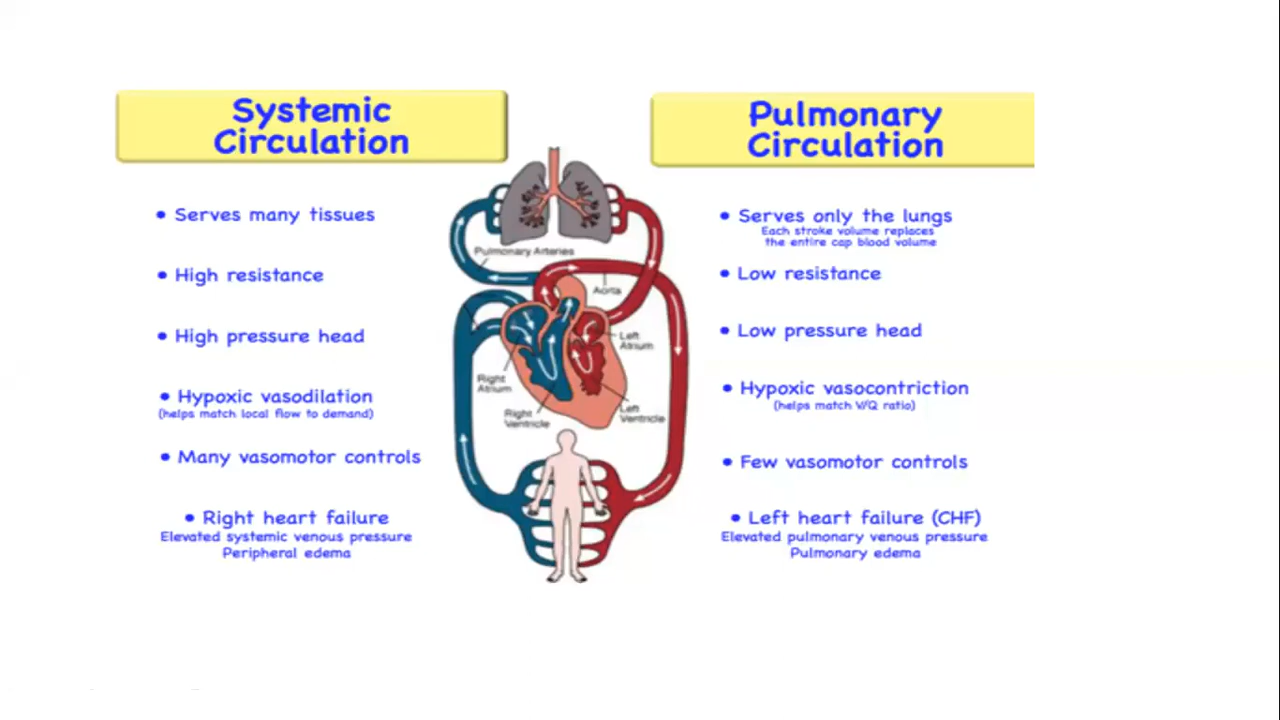 Systemic
Circulation
• Serves many tissues
• High resistance
• High pressure head
• Hypoxic vasodilation
(helps match local flow to demand)
• Many vasomotor controls
• Right heart failure
Elevated systemic venous pressure
Peripheral edema
Pulmonary Arteries
Aorta
Left
Atrium
Right
Atrium
Right
Ventricle
Left
Ventricle
Pulmonary
Circulation
• Serves only the lungs
Each stroke volume replaces
the entire cap blood volume
• Low resistance
• Low pressure head
• Hypoxic vasocontriction
(helps match V/Q ratio)
• Few vasomotor controls
• Left heart failure (CHF)
Elevated pulmonary venous pressure
Pulmonary edema